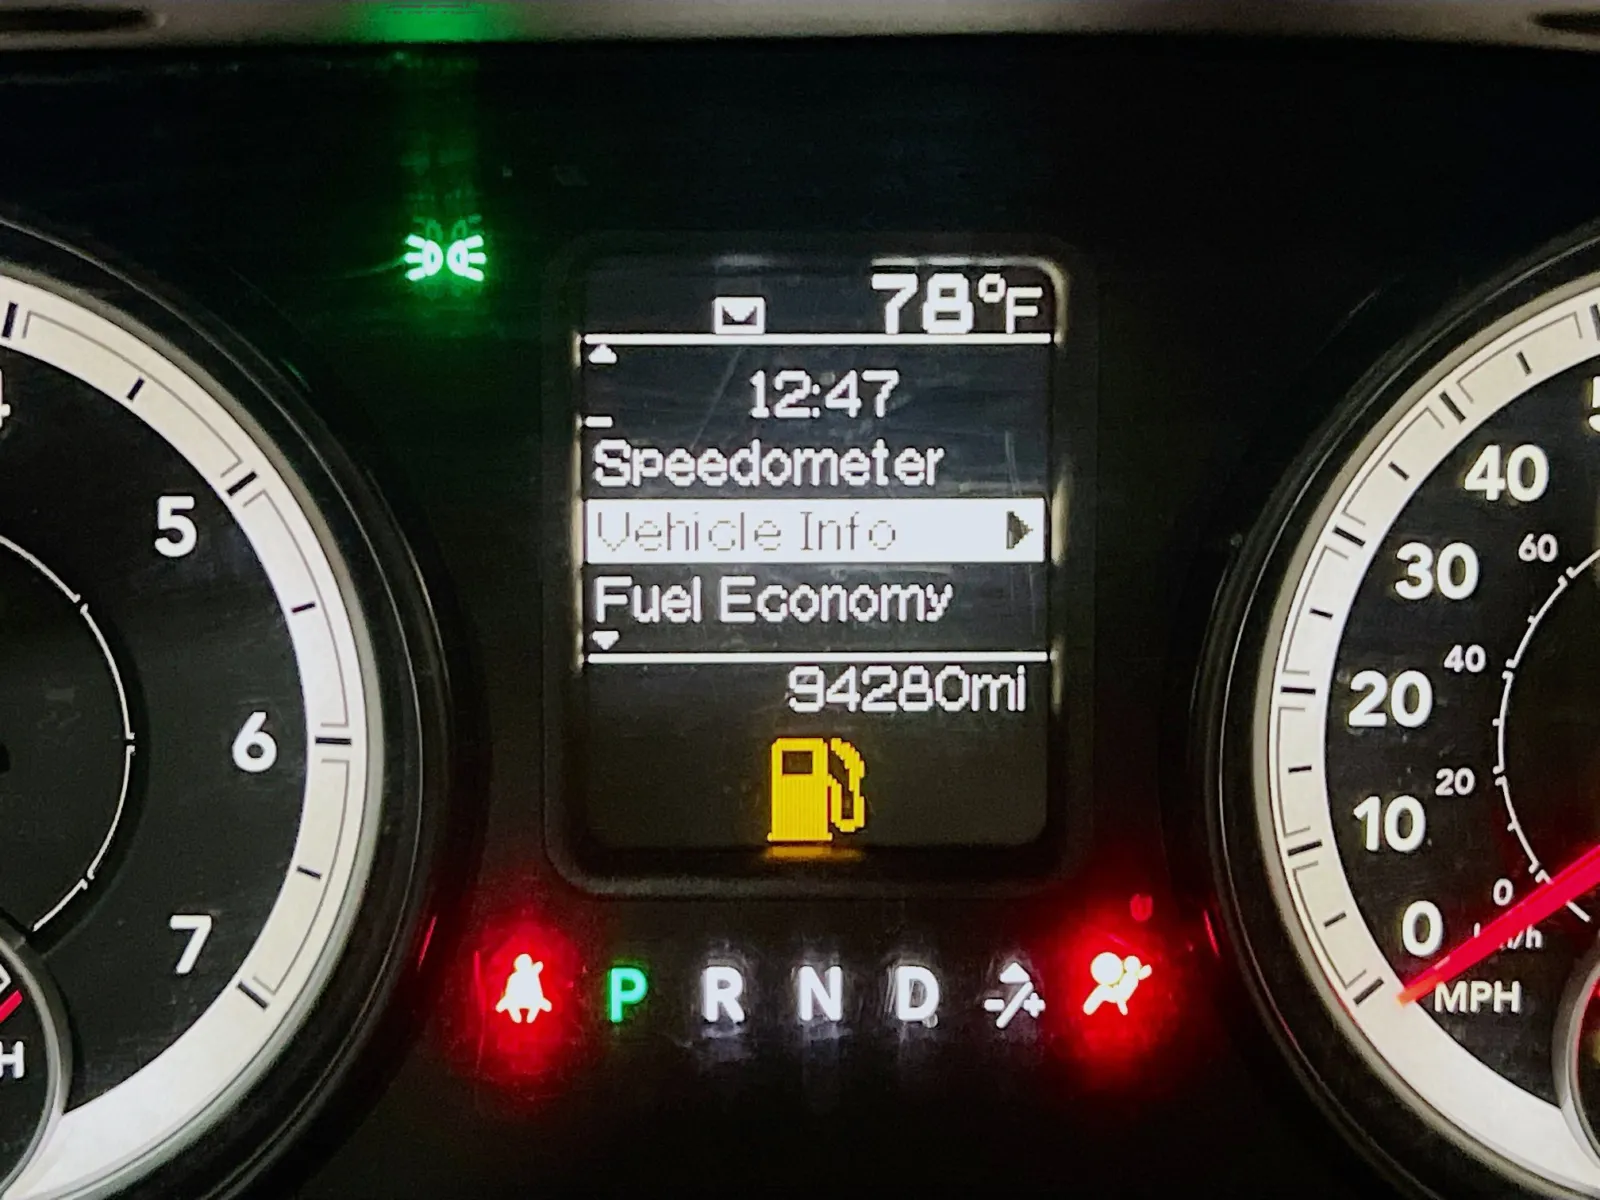 78°F
12:47
Speedometer
Vehicle Info
Fuel Economy
94280mi
P R N D -/+
5
6
7
H
40
30
20
10
0
60
40
20
0
km/h
MPH